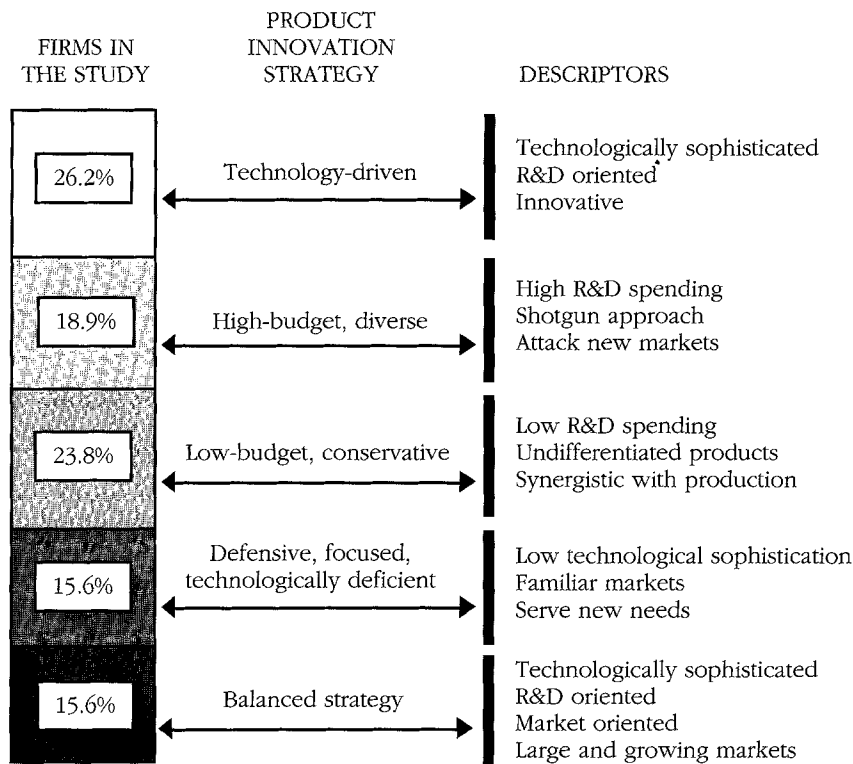 FIRMS IN
THE STUDY
PRODUCT
INNOVATION
STRATEGY
DESCRIPTORS
26.2%
Technology-driven
Technologically sophisticated
R&D oriented
Innovative
18.9%
High-budget, diverse
High R&D spending
Shotgun approach
Attack new markets
23.8%
Low-budget, conservative
Low R&D spending
Undifferentiated products
Synergistic with production
15.6%
Defensive, focused,
technologically deficient
Low technological sophistication
Familiar markets
Serve new needs
15.6%
Balanced strategy
Technologically sophisticated
R&D oriented
Market oriented
Large and growing markets